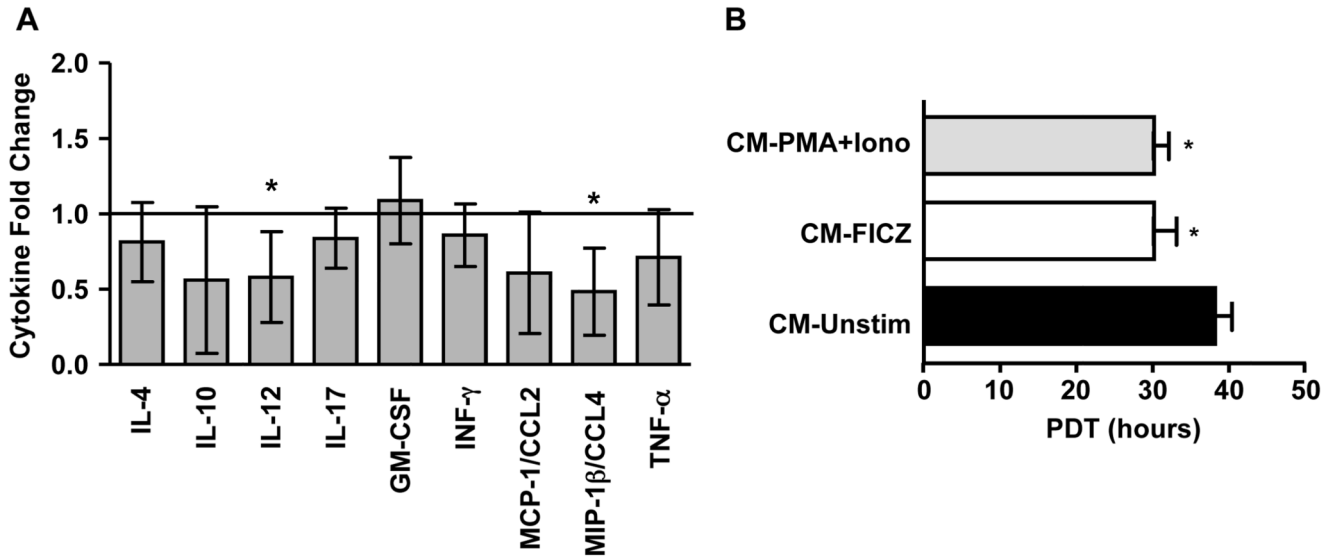 A
Cytokine Fold Change
2.0
1.5
1.0
0.5
0.0
*
*
IL-4
IL-10
IL-12
IL-17
GM-CSF
INF-γ
MCP-1/CCL2
MIP-1β/CCL4
TNF-α
B
CM-PMA+Iono
*
CM-FICZ
*
CM-Unstim
0 10 20 30 40 50
PDT (hours)